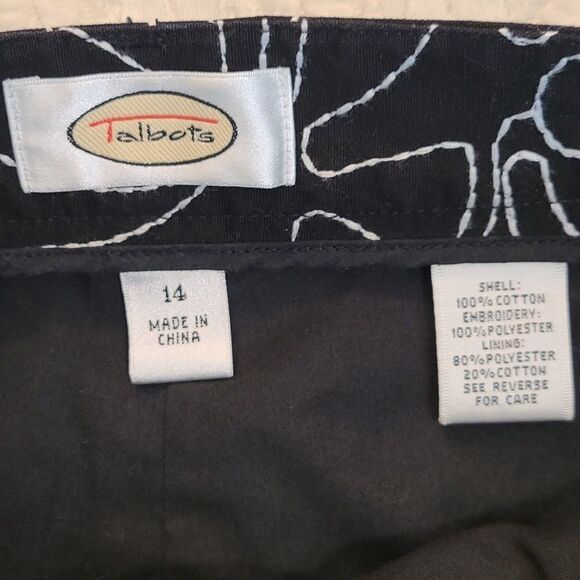 Talbots
14
MADE IN
CHINA
SHELL:
100% COTTON
EMBROIDERY:
100% POLYESTER
LINING:
80% POLYESTER
20% COTTON
SEE REVERSE
FOR CARE